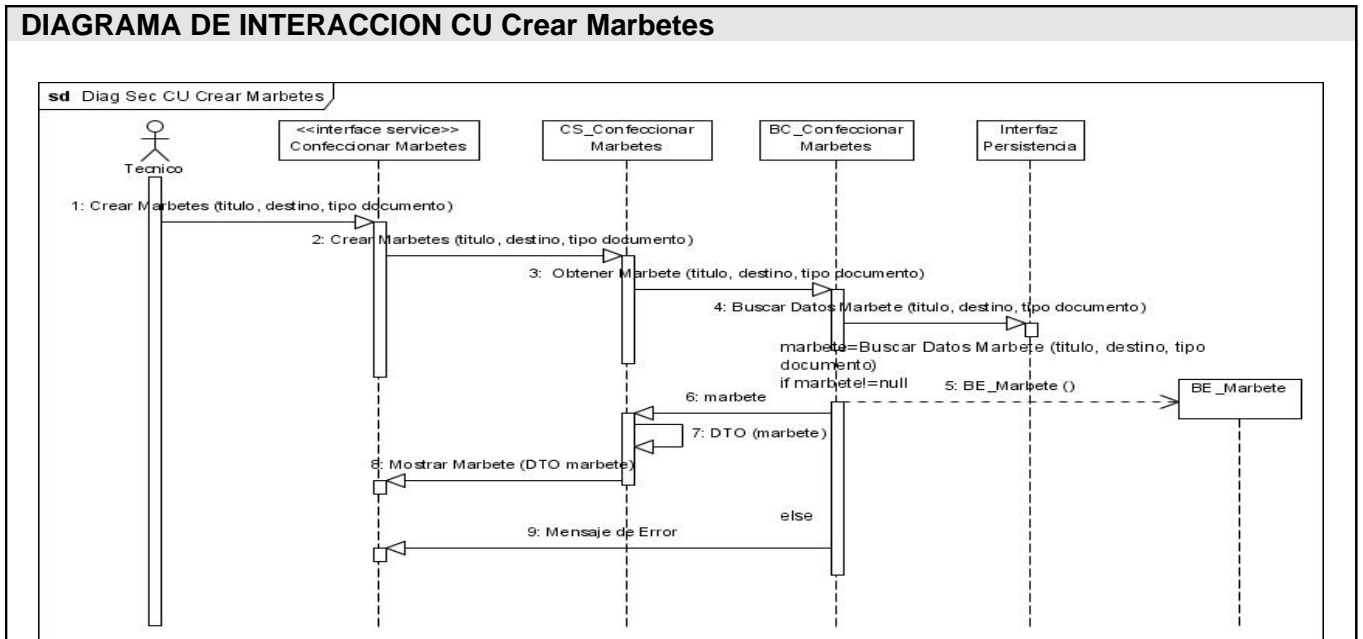 DIAGRAMA DE INTERACCION CU Crear Marbetes
sd Diag Sec CU Crear Marbetes
Tecnico
<<interface service>>
Confeccionar Marbetes
CS_Confeccionar
Marbetes
BC_Confeccionar
Marbetes
Interfaz
Persistencia
1: Crear Marbetes (titulo, destino, tipo documento)
2: Crear Marbetes (titulo, destino, tipo documento)
3: Obtener Marbete (titulo, destino, tipo documento)
4: Buscar Datos Marbete (titulo, destino, tipo documento)
marbete=Buscar Datos Marbete (titulo, destino, tipo
documento)
if marbete!=null
5: BE_Marbete ()
BE_Marbete
6: marbete
7: DTO (marbete)
8: Mostrar Marbete (DTO marbete)
else
9: Mensaje de Error